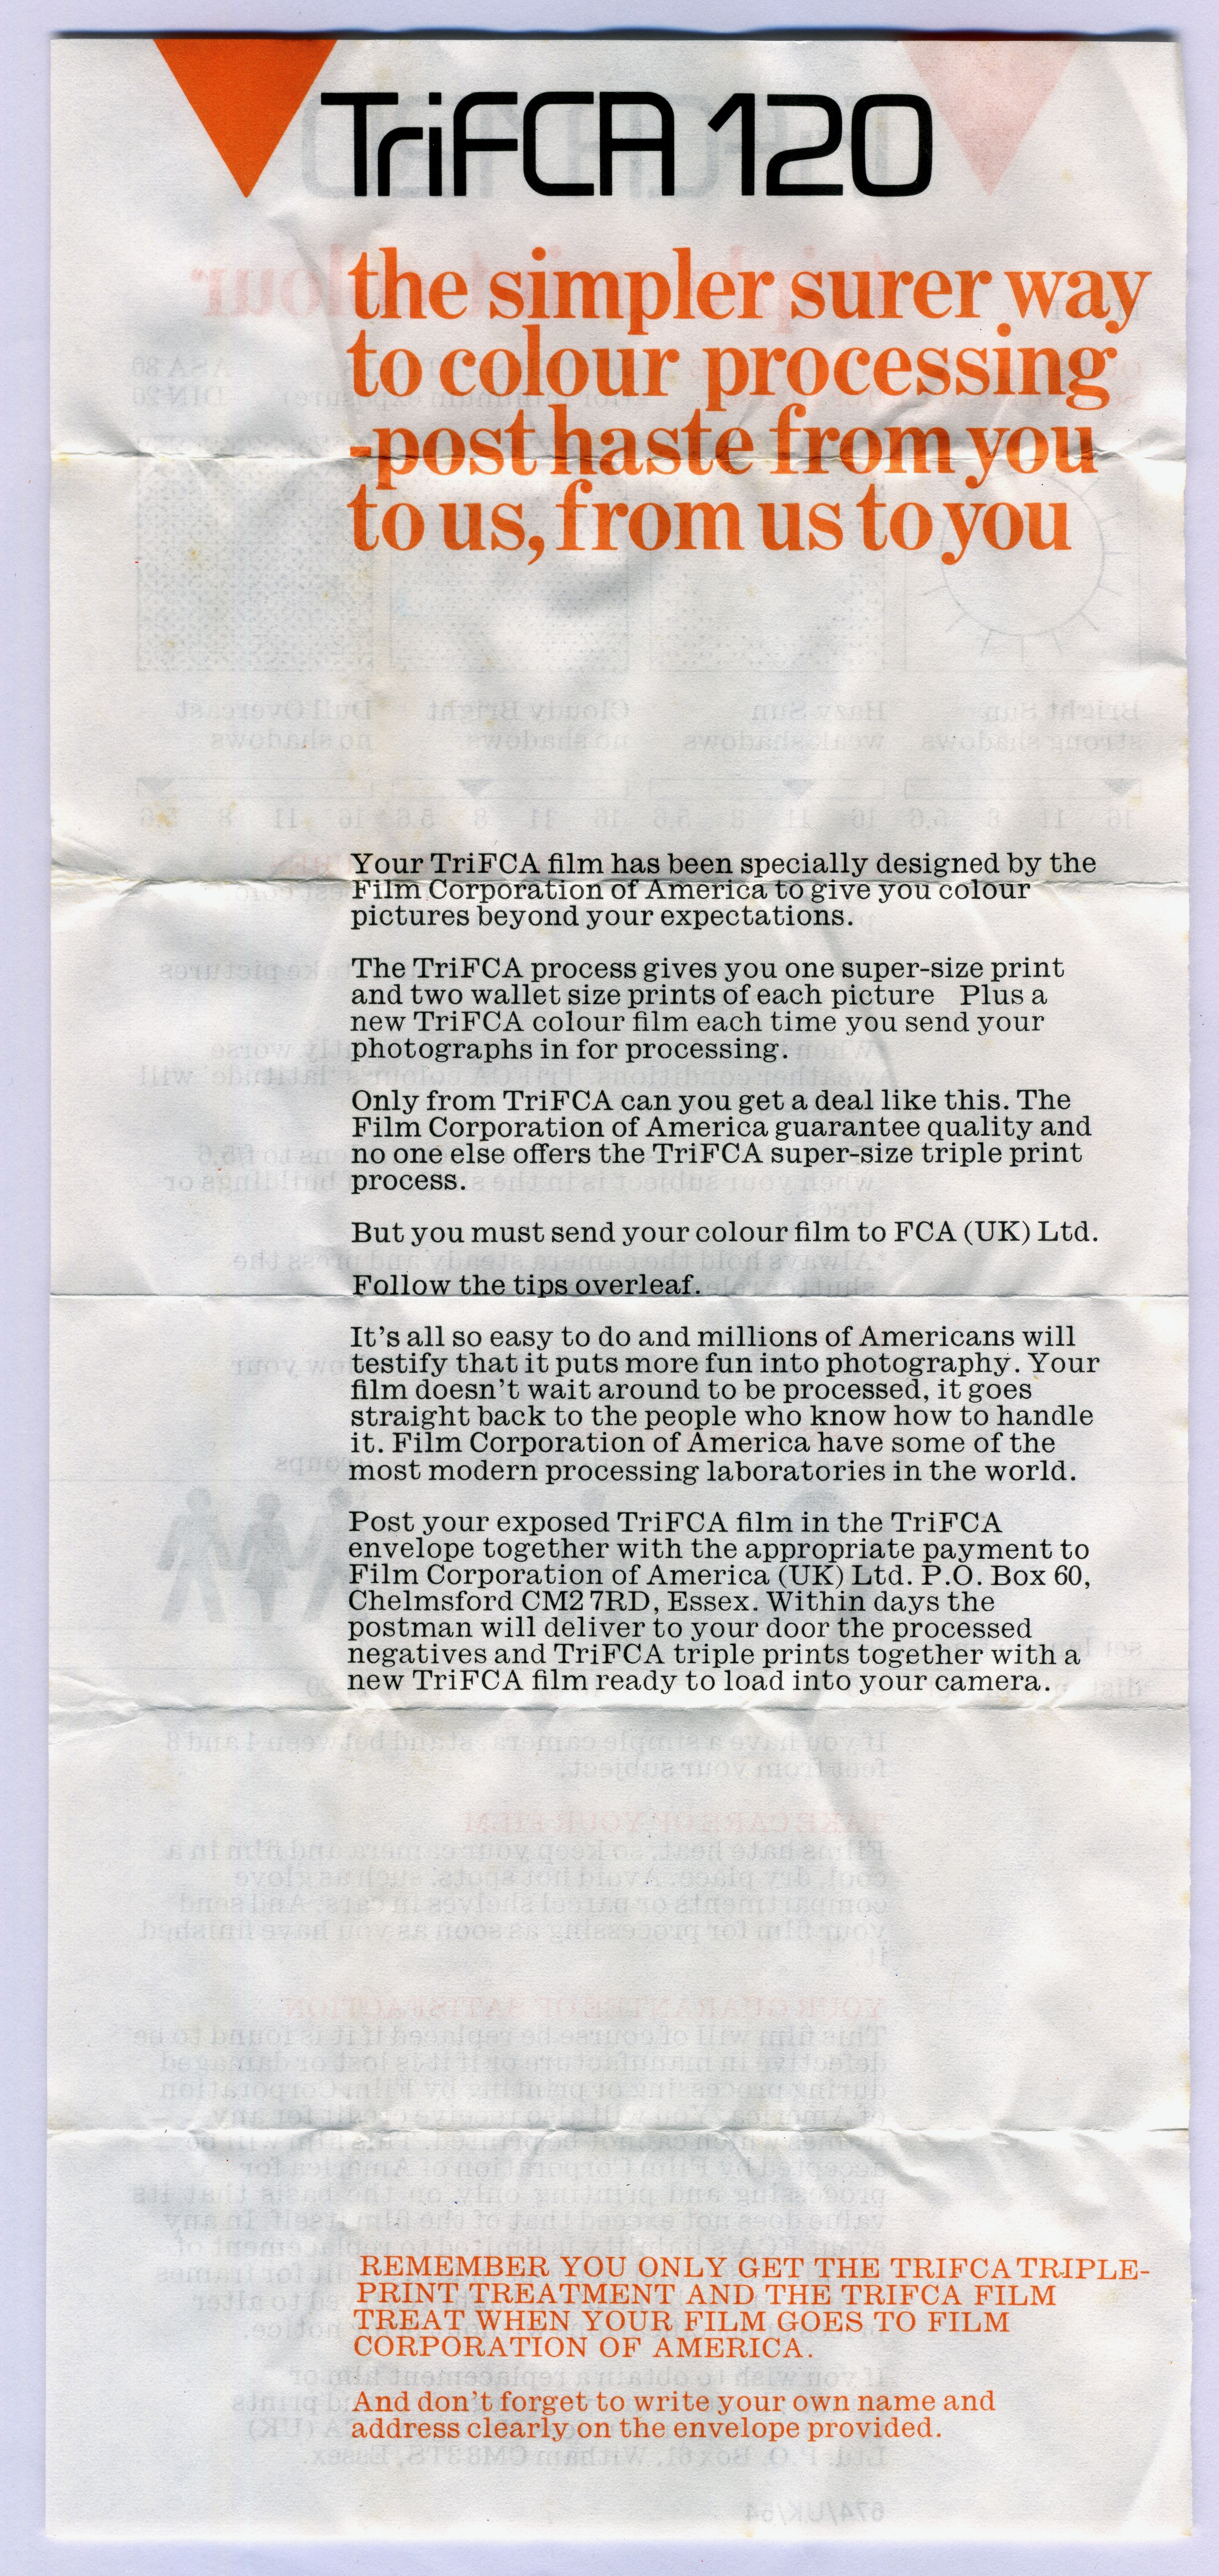 TriFCA 120
the simpler surer way
to colour processing
-post haste from you
to us, from us to you
Your TriFCA film has been specially designed by the
Film Corporation of America to give you colour
pictures beyond your expectations.
The TriFCA process gives you one super-size print
and two wallet size prints of each picture   Plus a
new TriFCA colour film each time you send your
photographs in for processing.
Only from TriFCA can you get a deal like this. The
Film Corporation of America guarantee quality and
no one else offers the TriFCA super-size triple print
process.
But you must send your colour film to FCA (UK) Ltd.
Follow the tips overleaf.
It's all so easy to do and millions of Americans will
testify that it puts more fun into photography. Your
film doesn't wait around to be processed, it goes
straight back to the people who know how to handle
it. Film Corporation of America have some of the
most modern processing laboratories in the world.
Post your exposed TriFCA film in the TriFCA
envelope together with the appropriate payment to
Film Corporation of America (UK) Ltd. P.O. Box 60,
Chelmsford CM2 7RD, Essex. Within days the
postman will deliver to your door the processed
negatives and TriFCA triple prints together with a
new TriFCA film ready to load into your camera.
REMEMBER YOU ONLY GET THE TRIFCA TRIPLE-
PRINT TREATMENT AND THE TRIFCA FILM
TREAT WHEN YOUR FILM GOES TO FILM
CORPORATION OF AMERICA.
And don't forget to write your own name and
address clearly on the envelope provided.